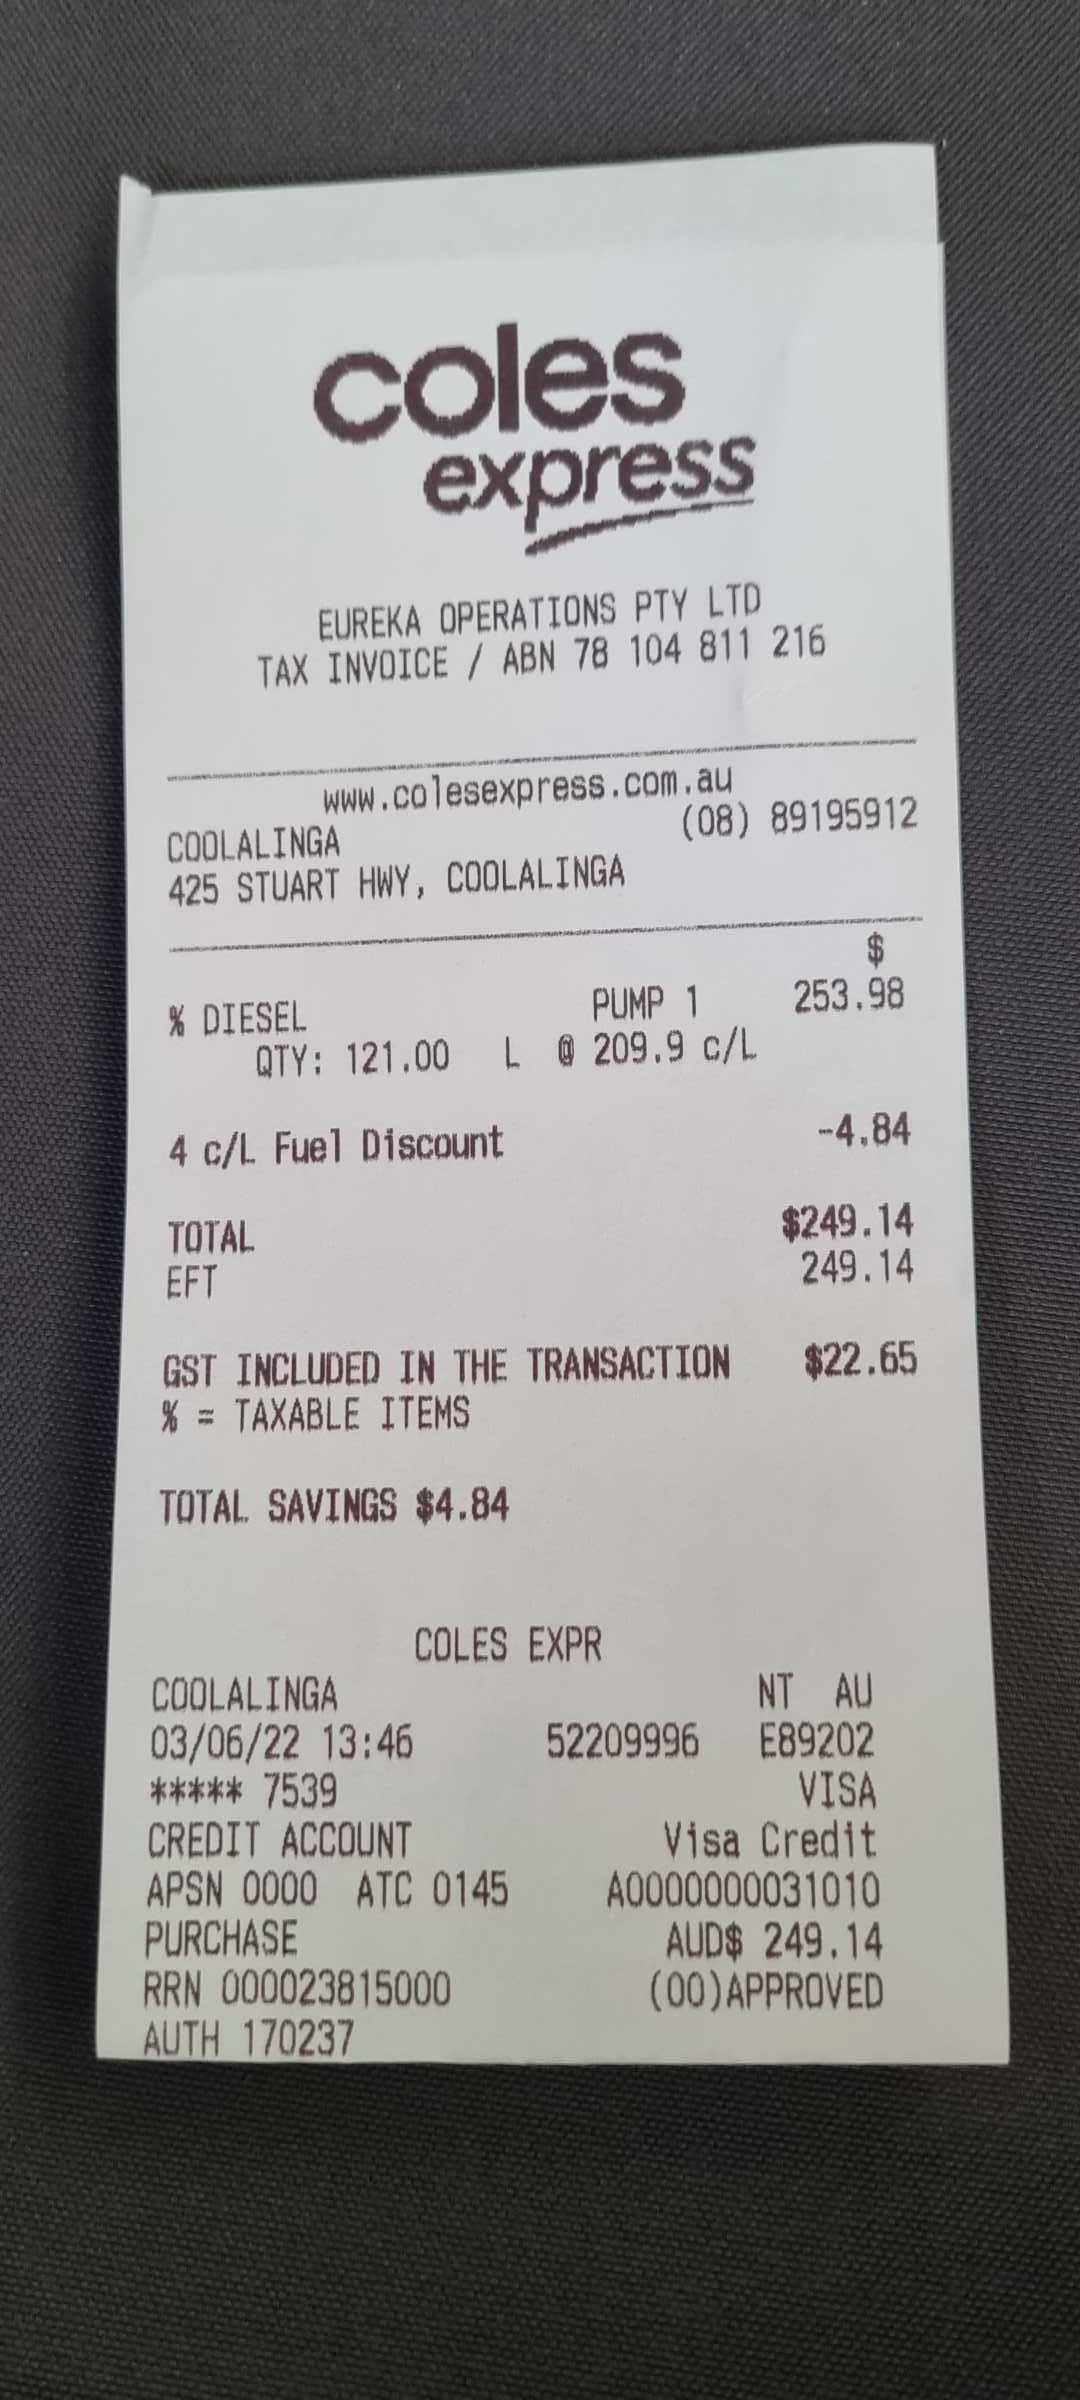 coles
express
EUREKA OPERATIONS PTY LTD
TAX INVOICE / ABN 78 104 811 216
www.colesexpress.com.au
COOLALINGA (08) 89195912
425 STUART HWY, COOLALINGA
$
% DIESEL PUMP 1 253.98
QTY: 121.00 L @ 209.9 c/L
4 c/L Fuel Discount -4.84
TOTAL $249.14
EFT 249.14
GST INCLUDED IN THE TRANSACTION $22.65
% = TAXABLE ITEMS
TOTAL SAVINGS $4.84
COLES EXPR
COOLALINGA NT AU
03/06/22 13:46 52209996 E89202
***** 7539 VISA
CREDIT ACCOUNT Visa Credit
APSN 0000 ATC 0145 A0000000031010
PURCHASE AUD$ 249.14
RRN 000023815000 (00)APPROVED
AUTH 170237